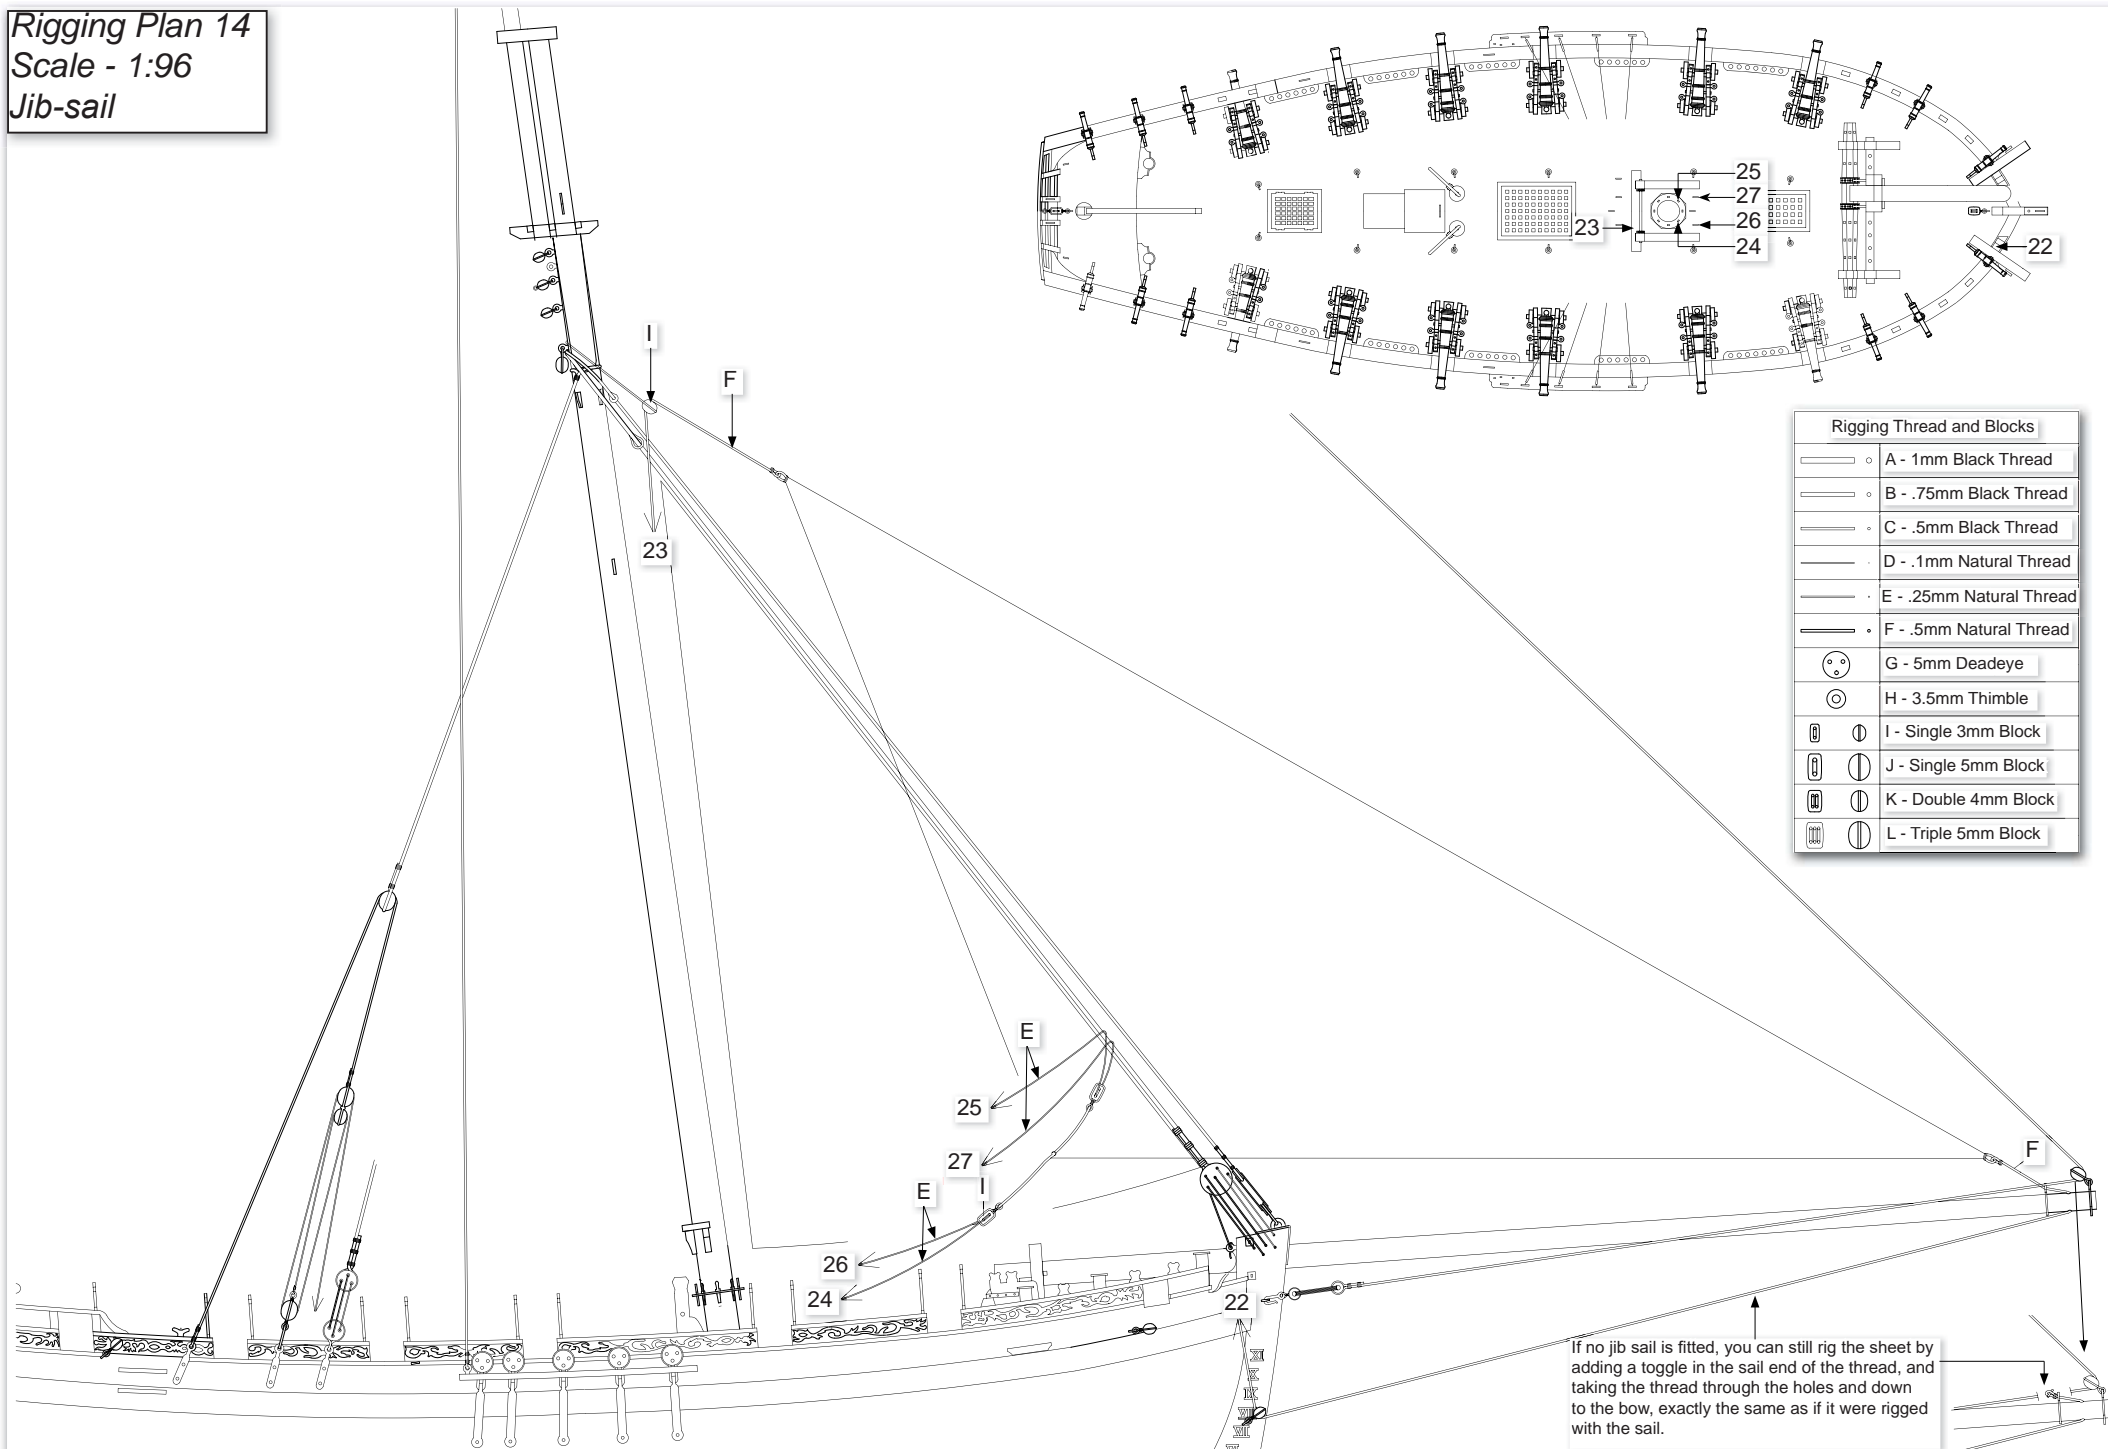 Rigging Plan 14
Scale - 1:96
Jib-sail
25
27
23
26
24
22
I
F
23
Rigging Thread and Blocks
A - 1mm Black Thread
B - .75mm Black Thread
C - .5mm Black Thread
D - .1mm Natural Thread
E - .25mm Natural Thread
F - .5mm Natural Thread
G - 5mm Deadeye
H - 3.5mm Thimble
I - Single 3mm Block
J - Single 5mm Block
K - Double 4mm Block
L - Triple 5mm Block
E
25
27
I
E
26
24
F
22
XI
X
IX
VIII
VII
If no jib sail is fitted, you can still rig the sheet by
adding a toggle in the sail end of the thread, and
taking the thread through the holes and down
to the bow, exactly the same as if it were rigged
with the sail.